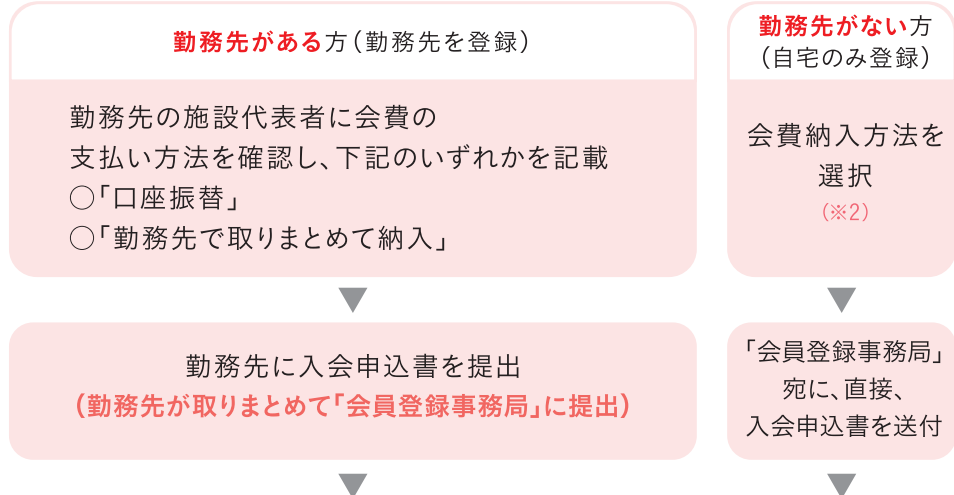 勤務先がある方（勤務先を登録）
勤務先の施設代表者に会費の
支払い方法を確認し、下記のいずれかを記載
○「口座振替」
○「勤務先で取りまとめて納入」
勤務先に入会申込書を提出
（勤務先が取りまとめて「会員登録事務局」に提出）
勤務先がない方
（自宅のみ登録）
会費納入方法を
選択
（※2）
「会員登録事務局」
宛に、直接、
入会申込書を送付